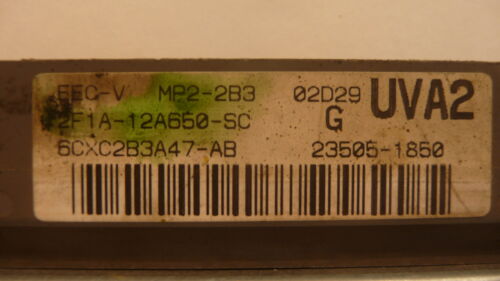 EEC-V MP2-2B3 02D29 UVA2
2F1A-12A650-SC G
6CXC2B3A47-AB 23505-1850